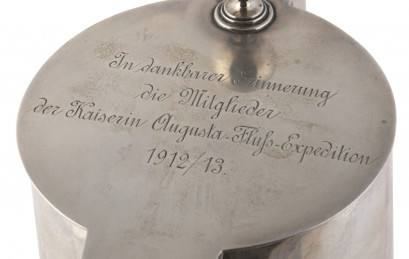 In dankbarer Erinnerung
die Mitglieder
der Kaiserin Augusta-Fluß-Expedition
1912/13.